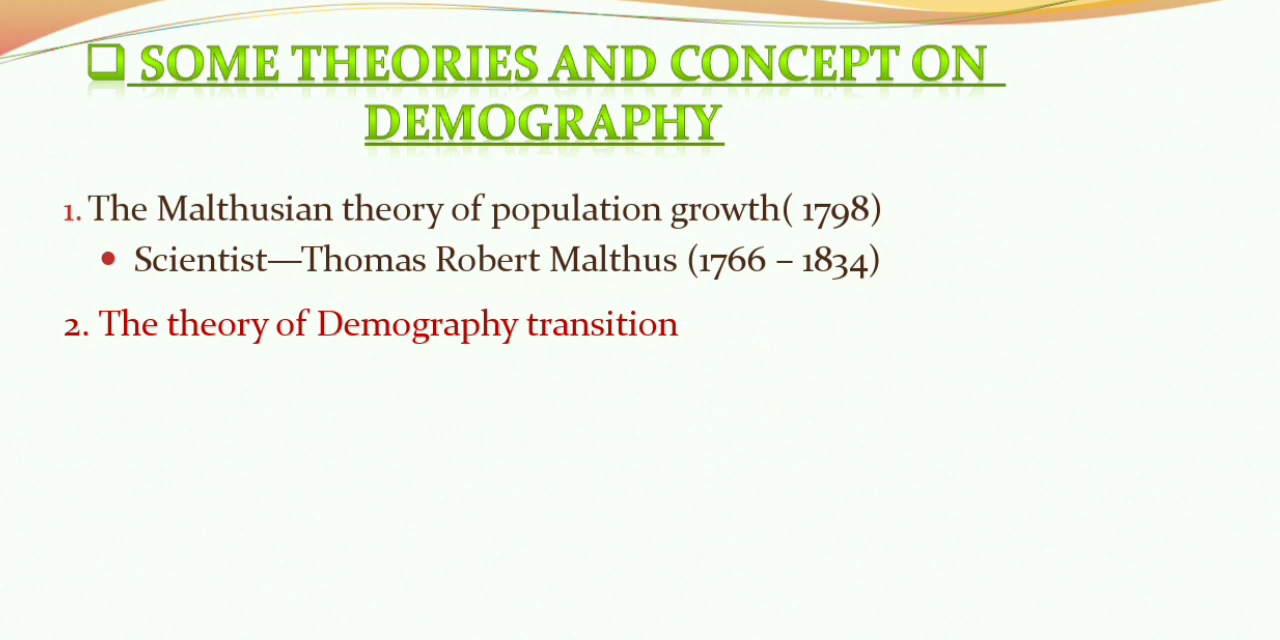 ❑ SOME THEORIES AND CONCEPT ON
DEMOGRAPHY
1. The Malthusian theory of population growth( 1798)
• Scientist—Thomas Robert Malthus (1766 – 1834)
2. The theory of Demography transition